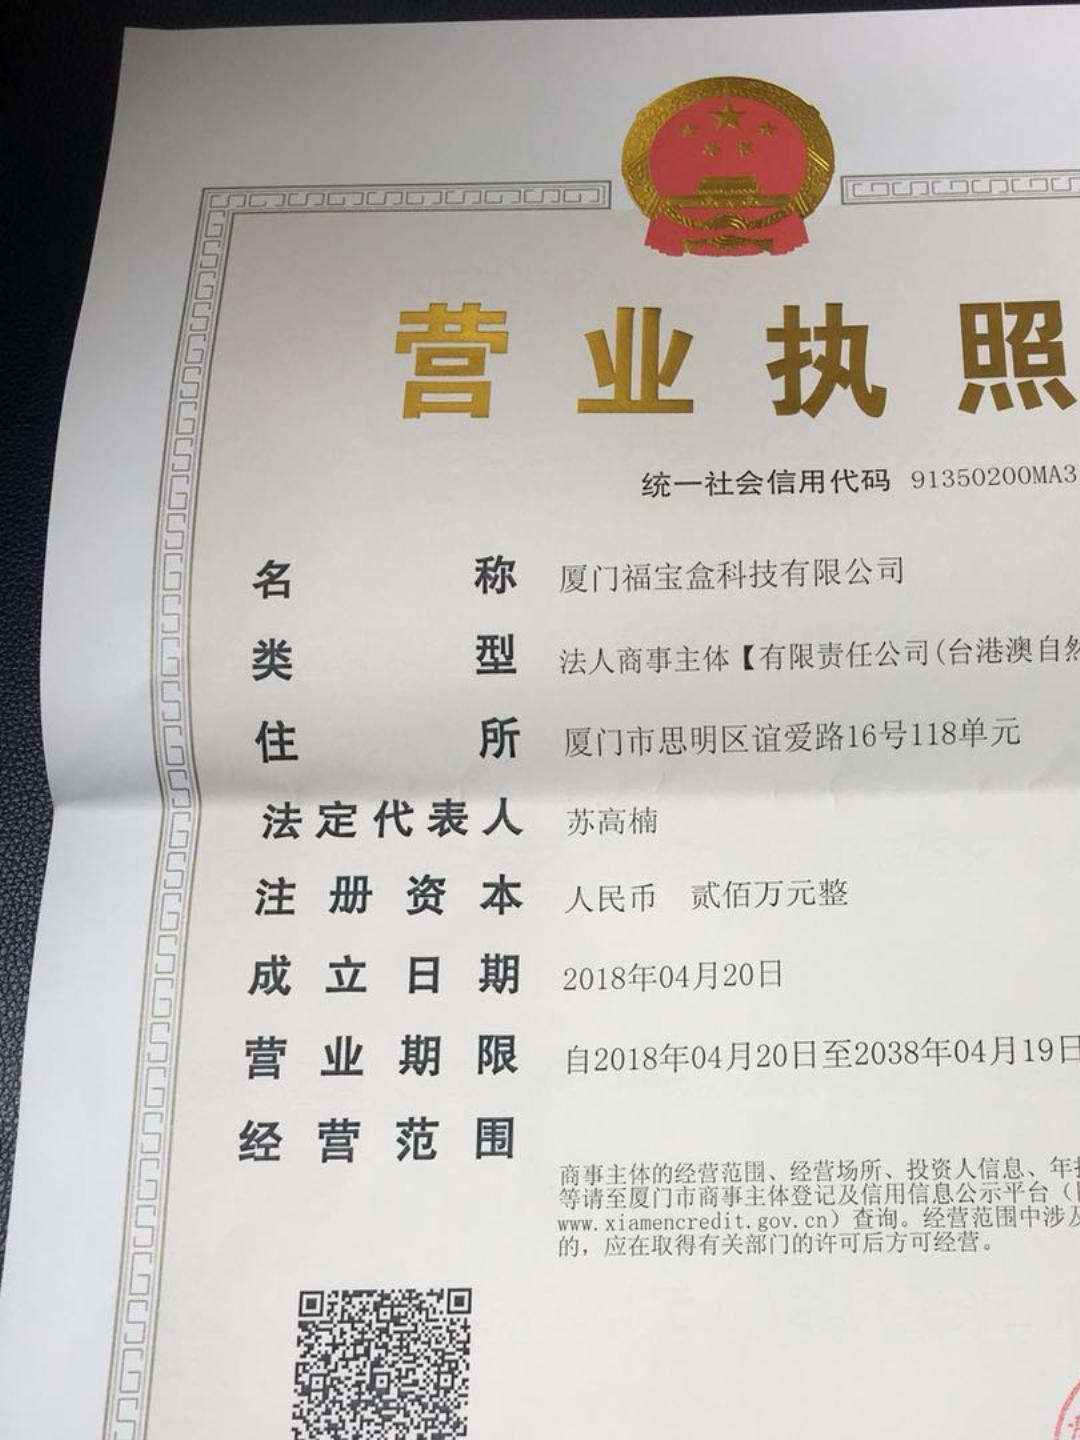 营业执照
统一社会信用代码 91350200MA3
名称 厦门福宝盒科技有限公司
类型 法人商事主体【有限责任公司(台港澳自然
住所 厦门市思明区谊爱路16号118单元
法定代表人 苏高楠
注册资本 人民币 贰佰万元整
成立日期 2018年04月20日
营业期限 自2018年04月20日至2038年04月19日
经营范围
商事主体的经营范围、经营场所、投资人信息、年
等请至厦门市商事主体登记及信用信息公示平台（
www.xiamencredit.gov.cn）查询。经营范围中涉及
的，应在取得有关部门的许可后方可经营。